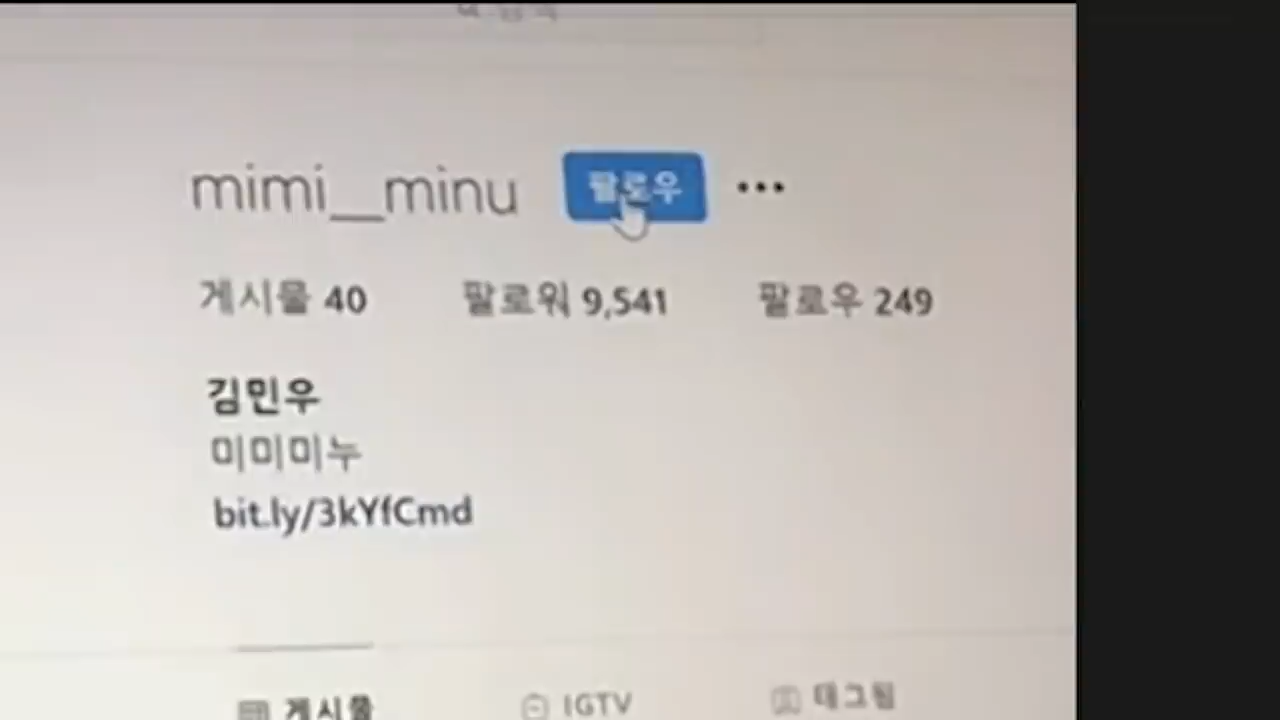 mimi__minu 팔로우 •••
게시물 40 팔로워 9,541 팔로우 249
김민우
미미미누
bit.ly/3kYfCmd
게시물 IGTV 태그됨